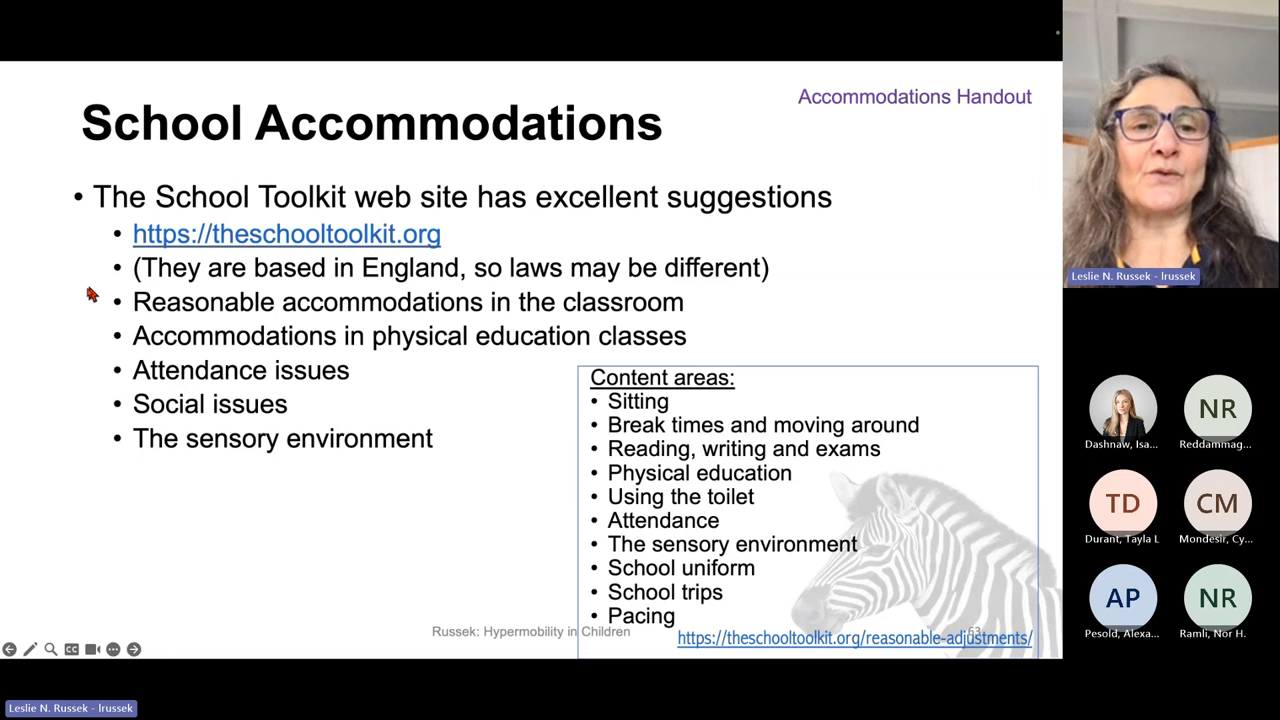 Accommodations Handout
School Accommodations
• The School Toolkit web site has excellent suggestions
• https://theschooltoolkit.org
• (They are based in England, so laws may be different)
• Reasonable accommodations in the classroom
• Accommodations in physical education classes
• Attendance issues
• Social issues
• The sensory environment
Content areas:
• Sitting
• Break times and moving around
• Reading, writing and exams
• Physical education
• Using the toilet
• Attendance
• The sensory environment
• School uniform
• School trips
• Pacing
Russek: Hypermobility in Children
63
https://theschooltoolkit.org/reasonable-adjustments/
CC
Leslie N. Russek - lrussek
Leslie N. Russek - lrussek
Dashnaw, Isa...
NR
Reddammag...
TD
Durant, Tayla L
CM
Mondesir, Cy...
AP
Pesold, Alexa...
NR
Ramli, Nor H.